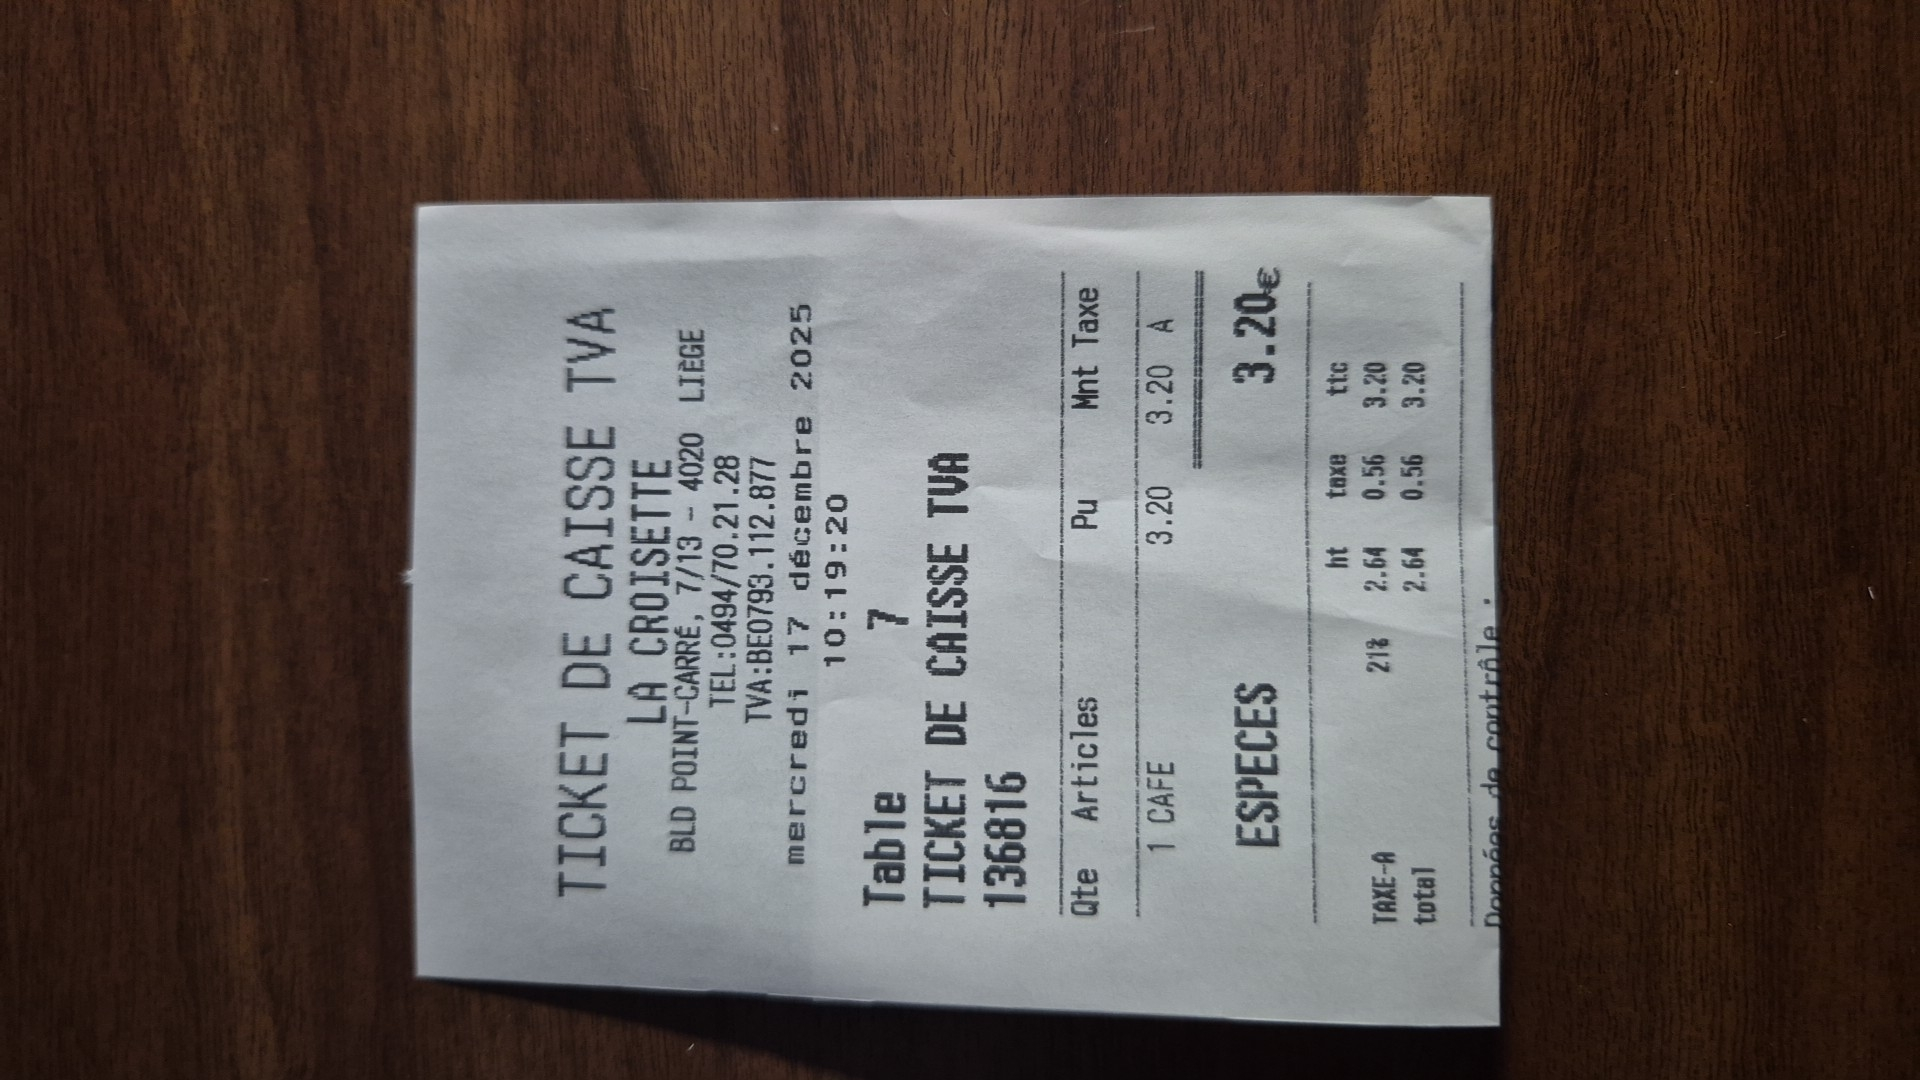 TICKET DE CAISSE TVA
LA CROISETTE
BLD POINT-CARRÉ, 7/13 - 4020 LIÈGE
TEL:0494/70.21.28
TVA:BE0793.112.877
mercredi 17 décembre 2025
10:19:20
Table 7
TICKET DE CAISSE TVA
136816
Qte Articles Pu Mnt Taxe
1 CAFE 3.20 3.20 A
ESPECES 3.20€
ht taxe ttc
TAXE-A 21% 2.64 0.56 3.20
total 2.64 0.56 3.20
Données de contrôle :